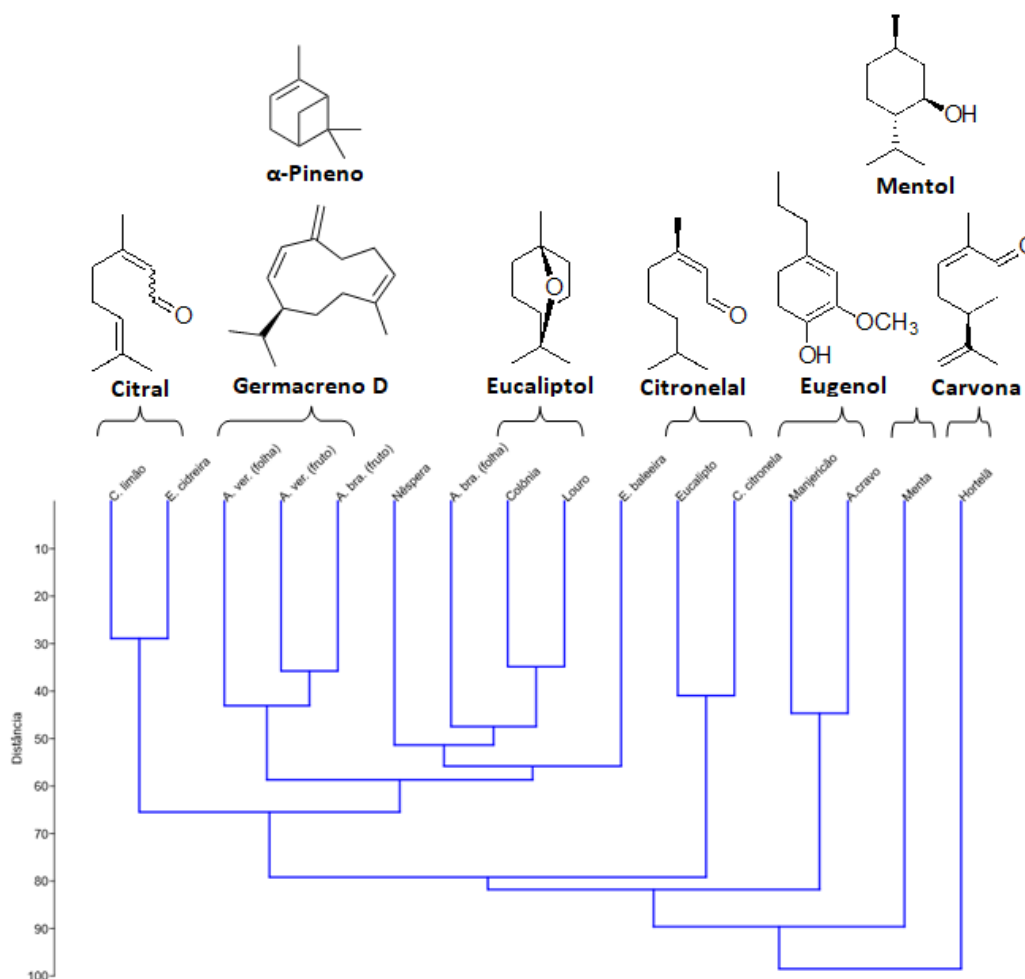 OH
α-Pineno
Mentol
O
O
O
OCH3
OH
O
Citral
Germacreno D
Eucaliptol
Citronelal
Eugenol
Carvona
C. limão
E. cidreira
A. ver. (folha)
A. ver. (fruto)
A. bra. (fruto)
Nêspera
A. bra. (folha)
Colônia
Louro
E. baleeira
Eucalipto
C. citronela
Manjericão
A.cravo
Menta
Hortelã
10
20
30
40
50
60
70
80
90
100
Distância